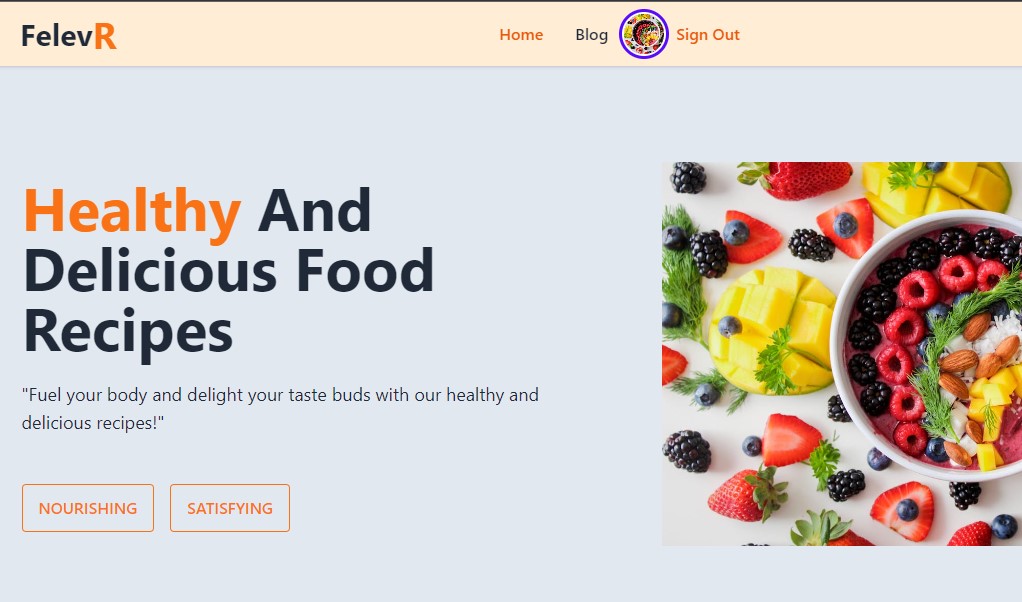 FelevR
Home Blog Sign Out
Healthy And
Delicious Food
Recipes
"Fuel your body and delight your taste buds with our healthy and
delicious recipes!"
NOURISHING SATISFYING